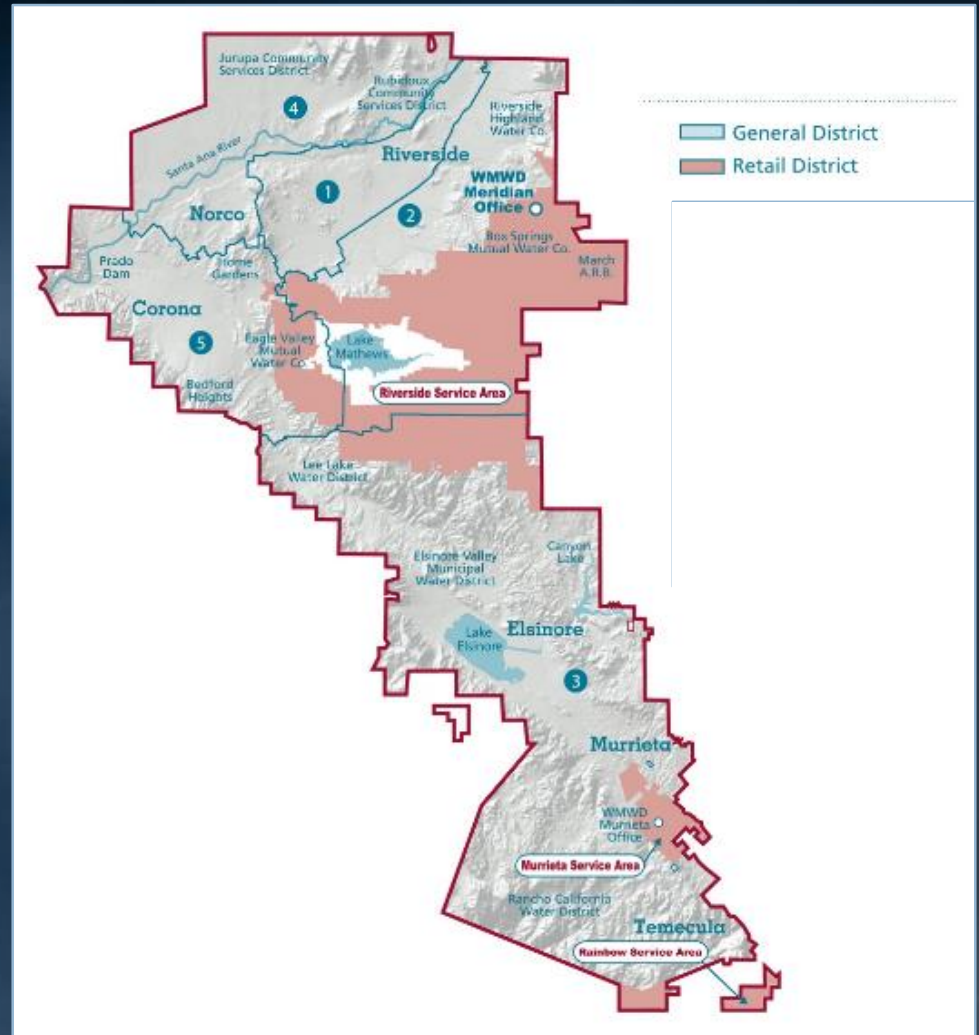 Jurupa Community
Services District
Rubidoux
Community
Services District
4
Riverside
Highland
Water Co.
General District
Retail District
Santa Ana River
Riverside
WMWD
Meridian
Office
1
2
Norco
Box Springs
Mutual Water Co.
March
A.R.B.
Prado
Dam
Home
Gardens
Corona
5
Eagle Valley
Mutual
Water Co.
Lake
Mathews
Bedford
Heights
Riverside Service Area
Lee Lake
Water District
Canyon
Lake
Elsinore Valley
Municipal
Water District
Elsinore
Lake
Elsinore
3
Murrieta
WMWD
Murrieta
Office
Murrieta Service Area
Rancho California
Water District
Temecula
Rainbow Service Area